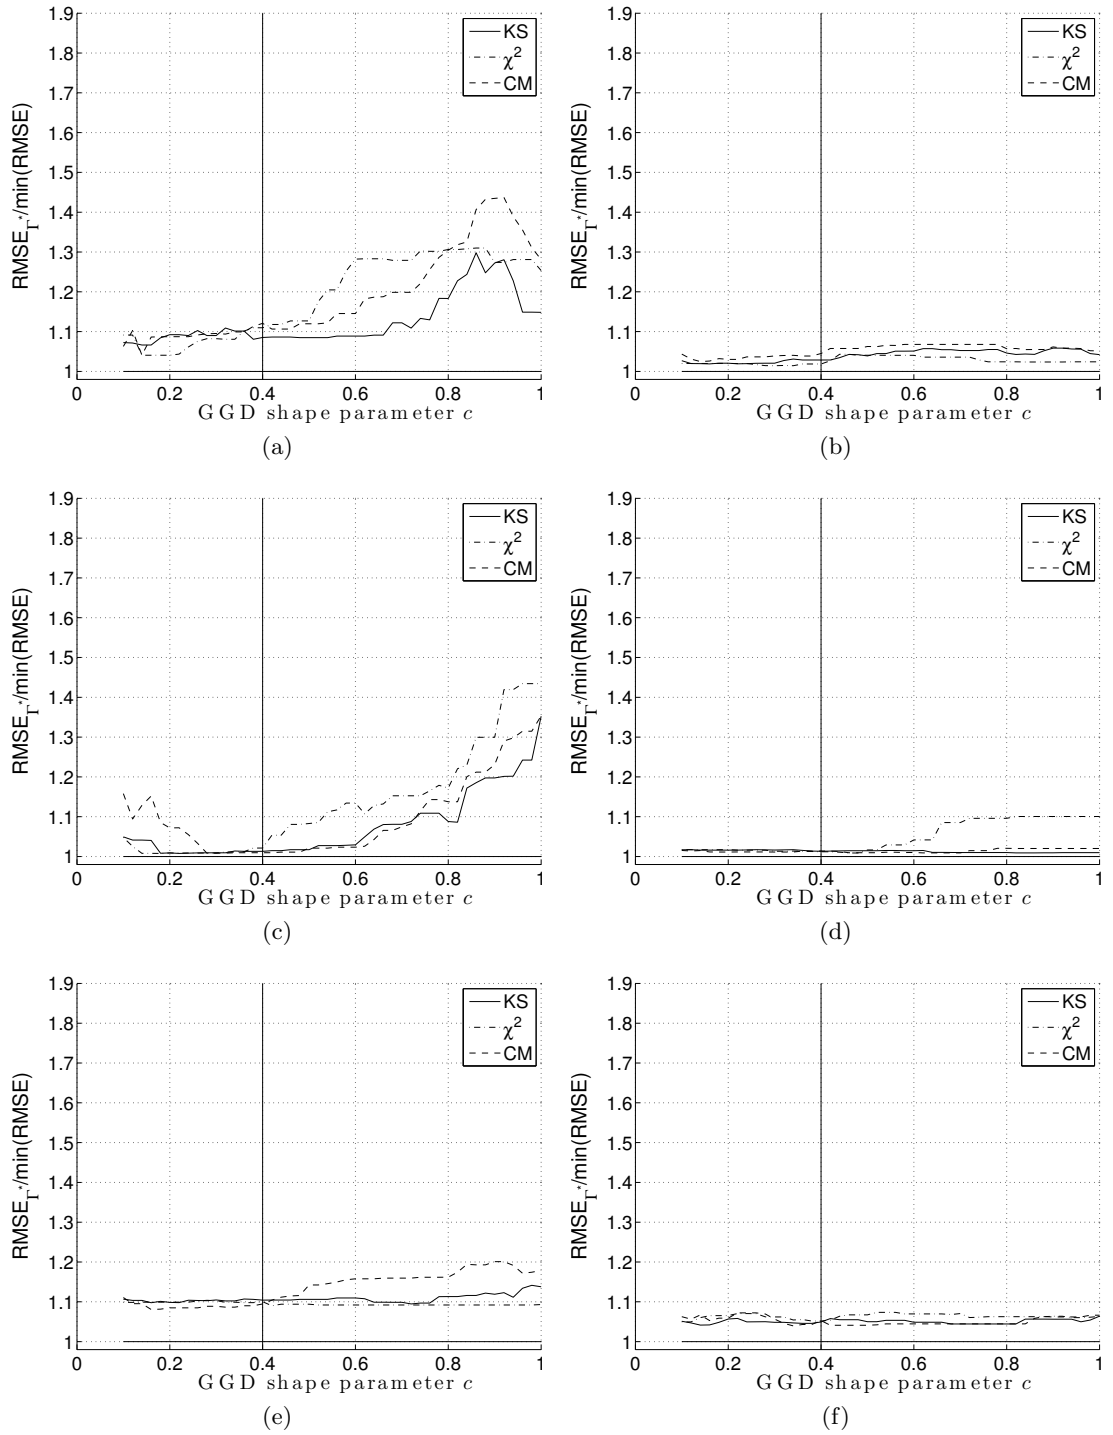 1.9
1.8
1.7
1.6
1.5
1.4
1.3
1.2
1.1
1
0 0.2 0.4 0.6 0.8 1
RMSE_Γ*/min(RMSE)
GGD shape parameter c
KS
χ²
CM
(a)
1.9
1.8
1.7
1.6
1.5
1.4
1.3
1.2
1.1
1
0 0.2 0.4 0.6 0.8 1
RMSE_Γ*/min(RMSE)
GGD shape parameter c
KS
χ²
CM
(b)
1.9
1.8
1.7
1.6
1.5
1.4
1.3
1.2
1.1
1
0 0.2 0.4 0.6 0.8 1
RMSE_Γ*/min(RMSE)
GGD shape parameter c
KS
χ²
CM
(c)
1.9
1.8
1.7
1.6
1.5
1.4
1.3
1.2
1.1
1
0 0.2 0.4 0.6 0.8 1
RMSE_Γ*/min(RMSE)
GGD shape parameter c
KS
χ²
CM
(d)
1.9
1.8
1.7
1.6
1.5
1.4
1.3
1.2
1.1
1
0 0.2 0.4 0.6 0.8 1
RMSE_Γ*/min(RMSE)
GGD shape parameter c
KS
χ²
CM
(e)
1.9
1.8
1.7
1.6
1.5
1.4
1.3
1.2
1.1
1
0 0.2 0.4 0.6 0.8 1
RMSE_Γ*/min(RMSE)
GGD shape parameter c
KS
χ²
CM
(f)